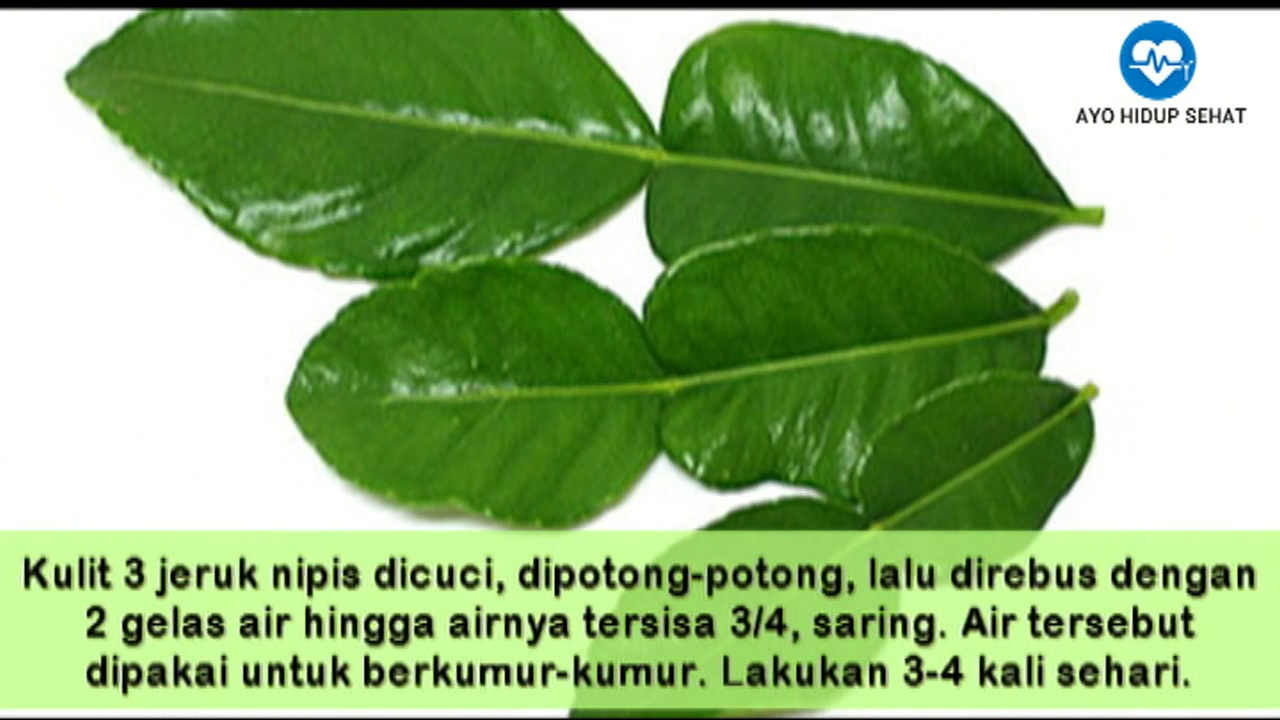 AYO HIDUP SEHAT
Kulit 3 jeruk nipis dicuci, dipotong-potong, lalu direbus dengan
2 gelas air hingga airnya tersisa 3/4, saring. Air tersebut
dipakai untuk berkumur-kumur. Lakukan 3-4 kali sehari.